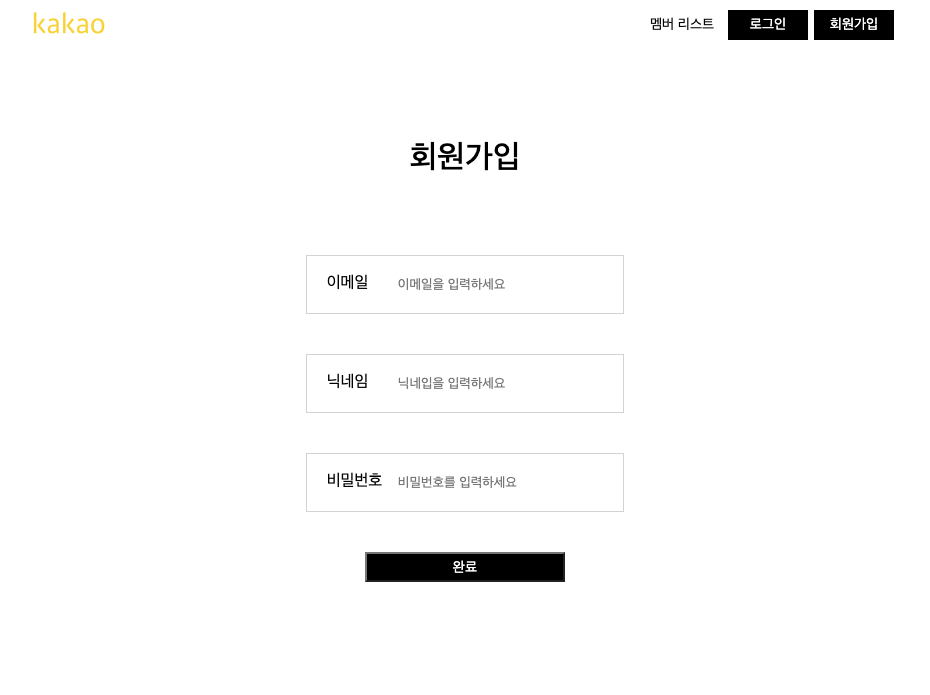 kakao
멤버 리스트
로그인
회원가입
회원가입
이메일
이메일을 입력하세요
닉네임
닉네입을 입력하세요
비밀번호
비밀번호를 입력하세요
완료